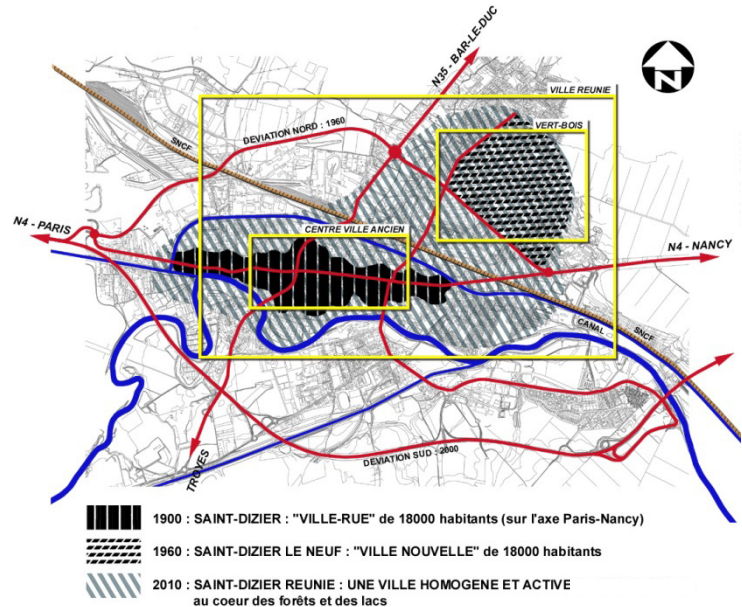 N
N35 - BAR-LE-DUC
VILLE REUNIE
DEVIATION NORD : 1960
VERT-BOIS
SNCF
N4 - PARIS
CENTRE VILLE ANCIEN
N4 - NANCY
CANAL
SNCF
TROYES
DEVIATION SUD : 2000
1900 : SAINT-DIZIER : "VILLE-RUE" de 18000 habitants (sur l'axe Paris-Nancy)
1960 : SAINT-DIZIER LE NEUF : "VILLE NOUVELLE" de 18000 habitants
2010 : SAINT-DIZIER REUNIE : UNE VILLE HOMOGENE ET ACTIVE
au coeur des forêts et des lacs